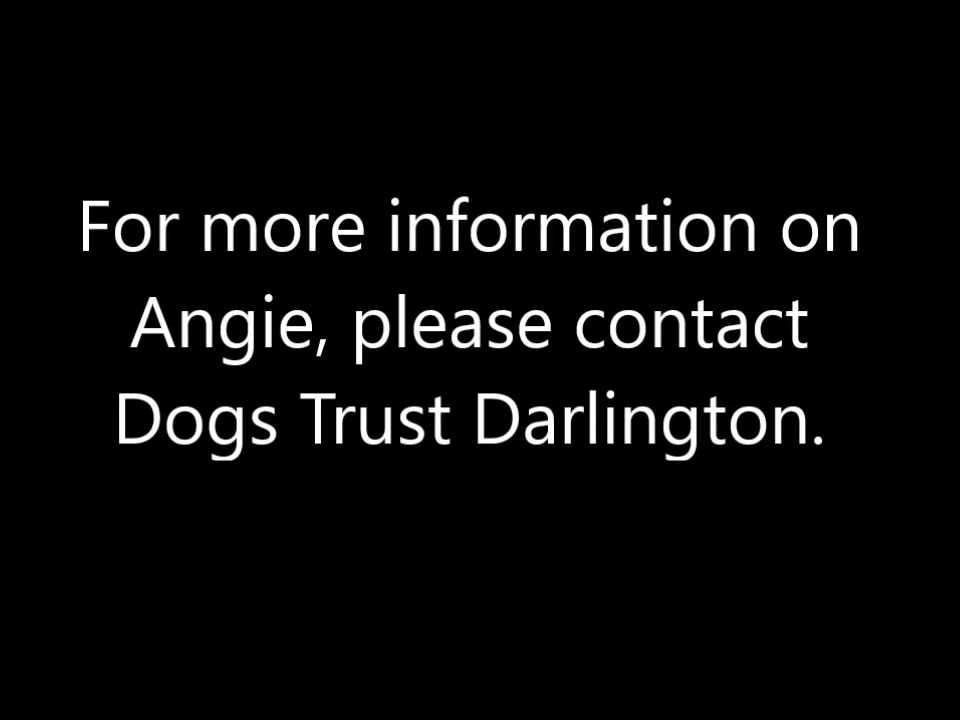 For more information on
Angie, please contact
Dogs Trust Darlington.